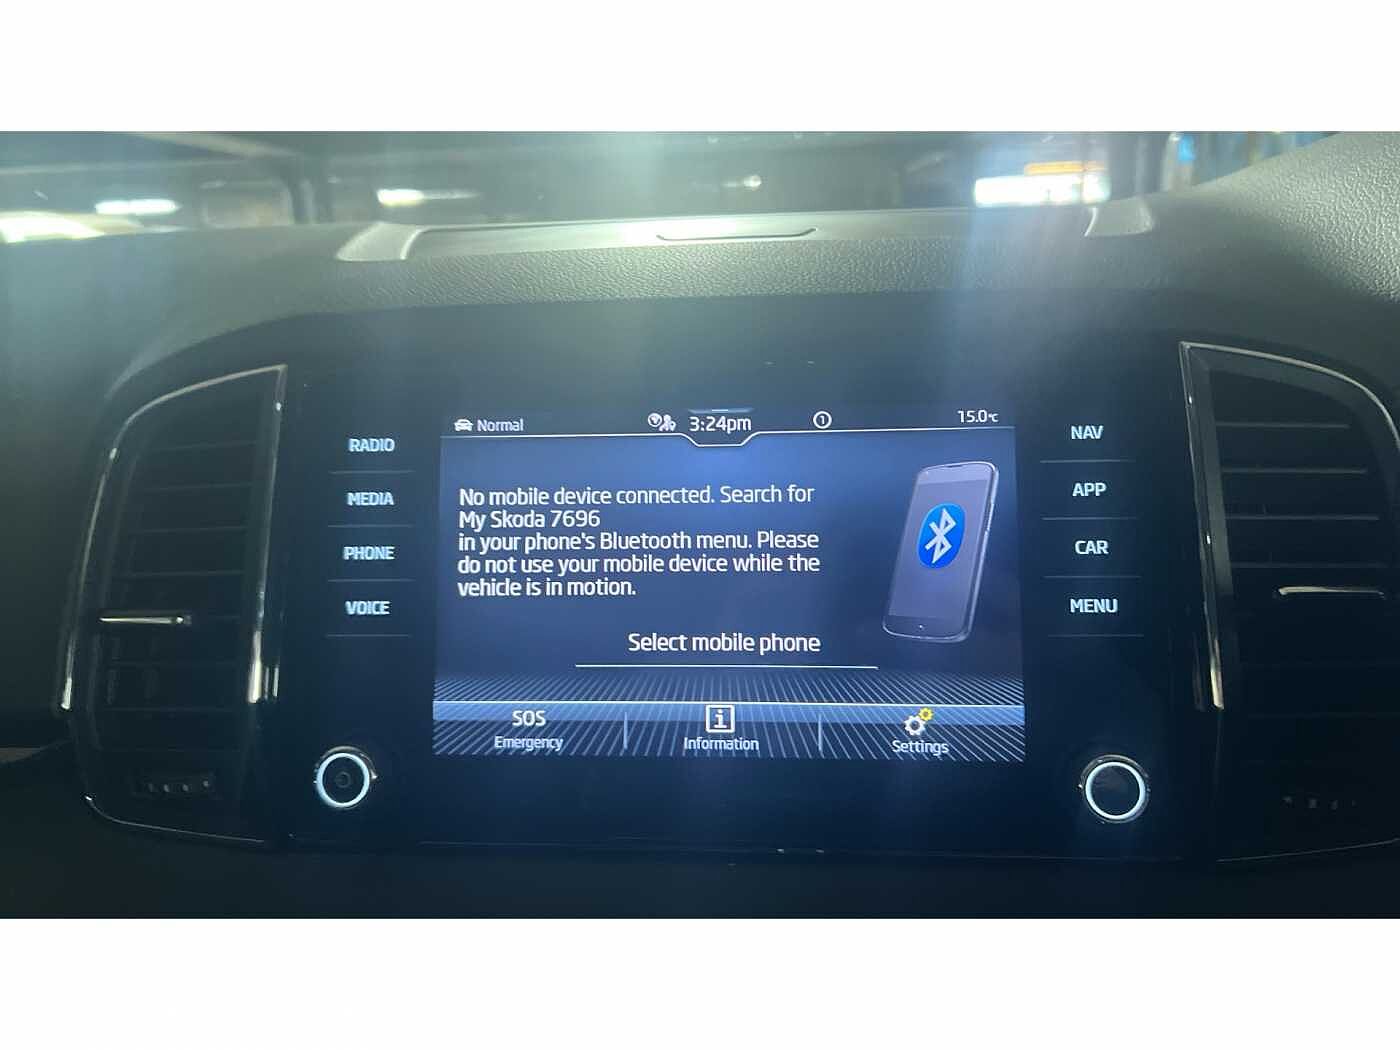 Normal
3:24pm
1
15.0°C
RADIO
MEDIA
PHONE
VOICE
NAV
APP
CAR
MENU
No mobile device connected. Search for
My Skoda 7696
in your phone's Bluetooth menu. Please
do not use your mobile device while the
vehicle is in motion.
Select mobile phone
SOS
Emergency
i
Information
Settings